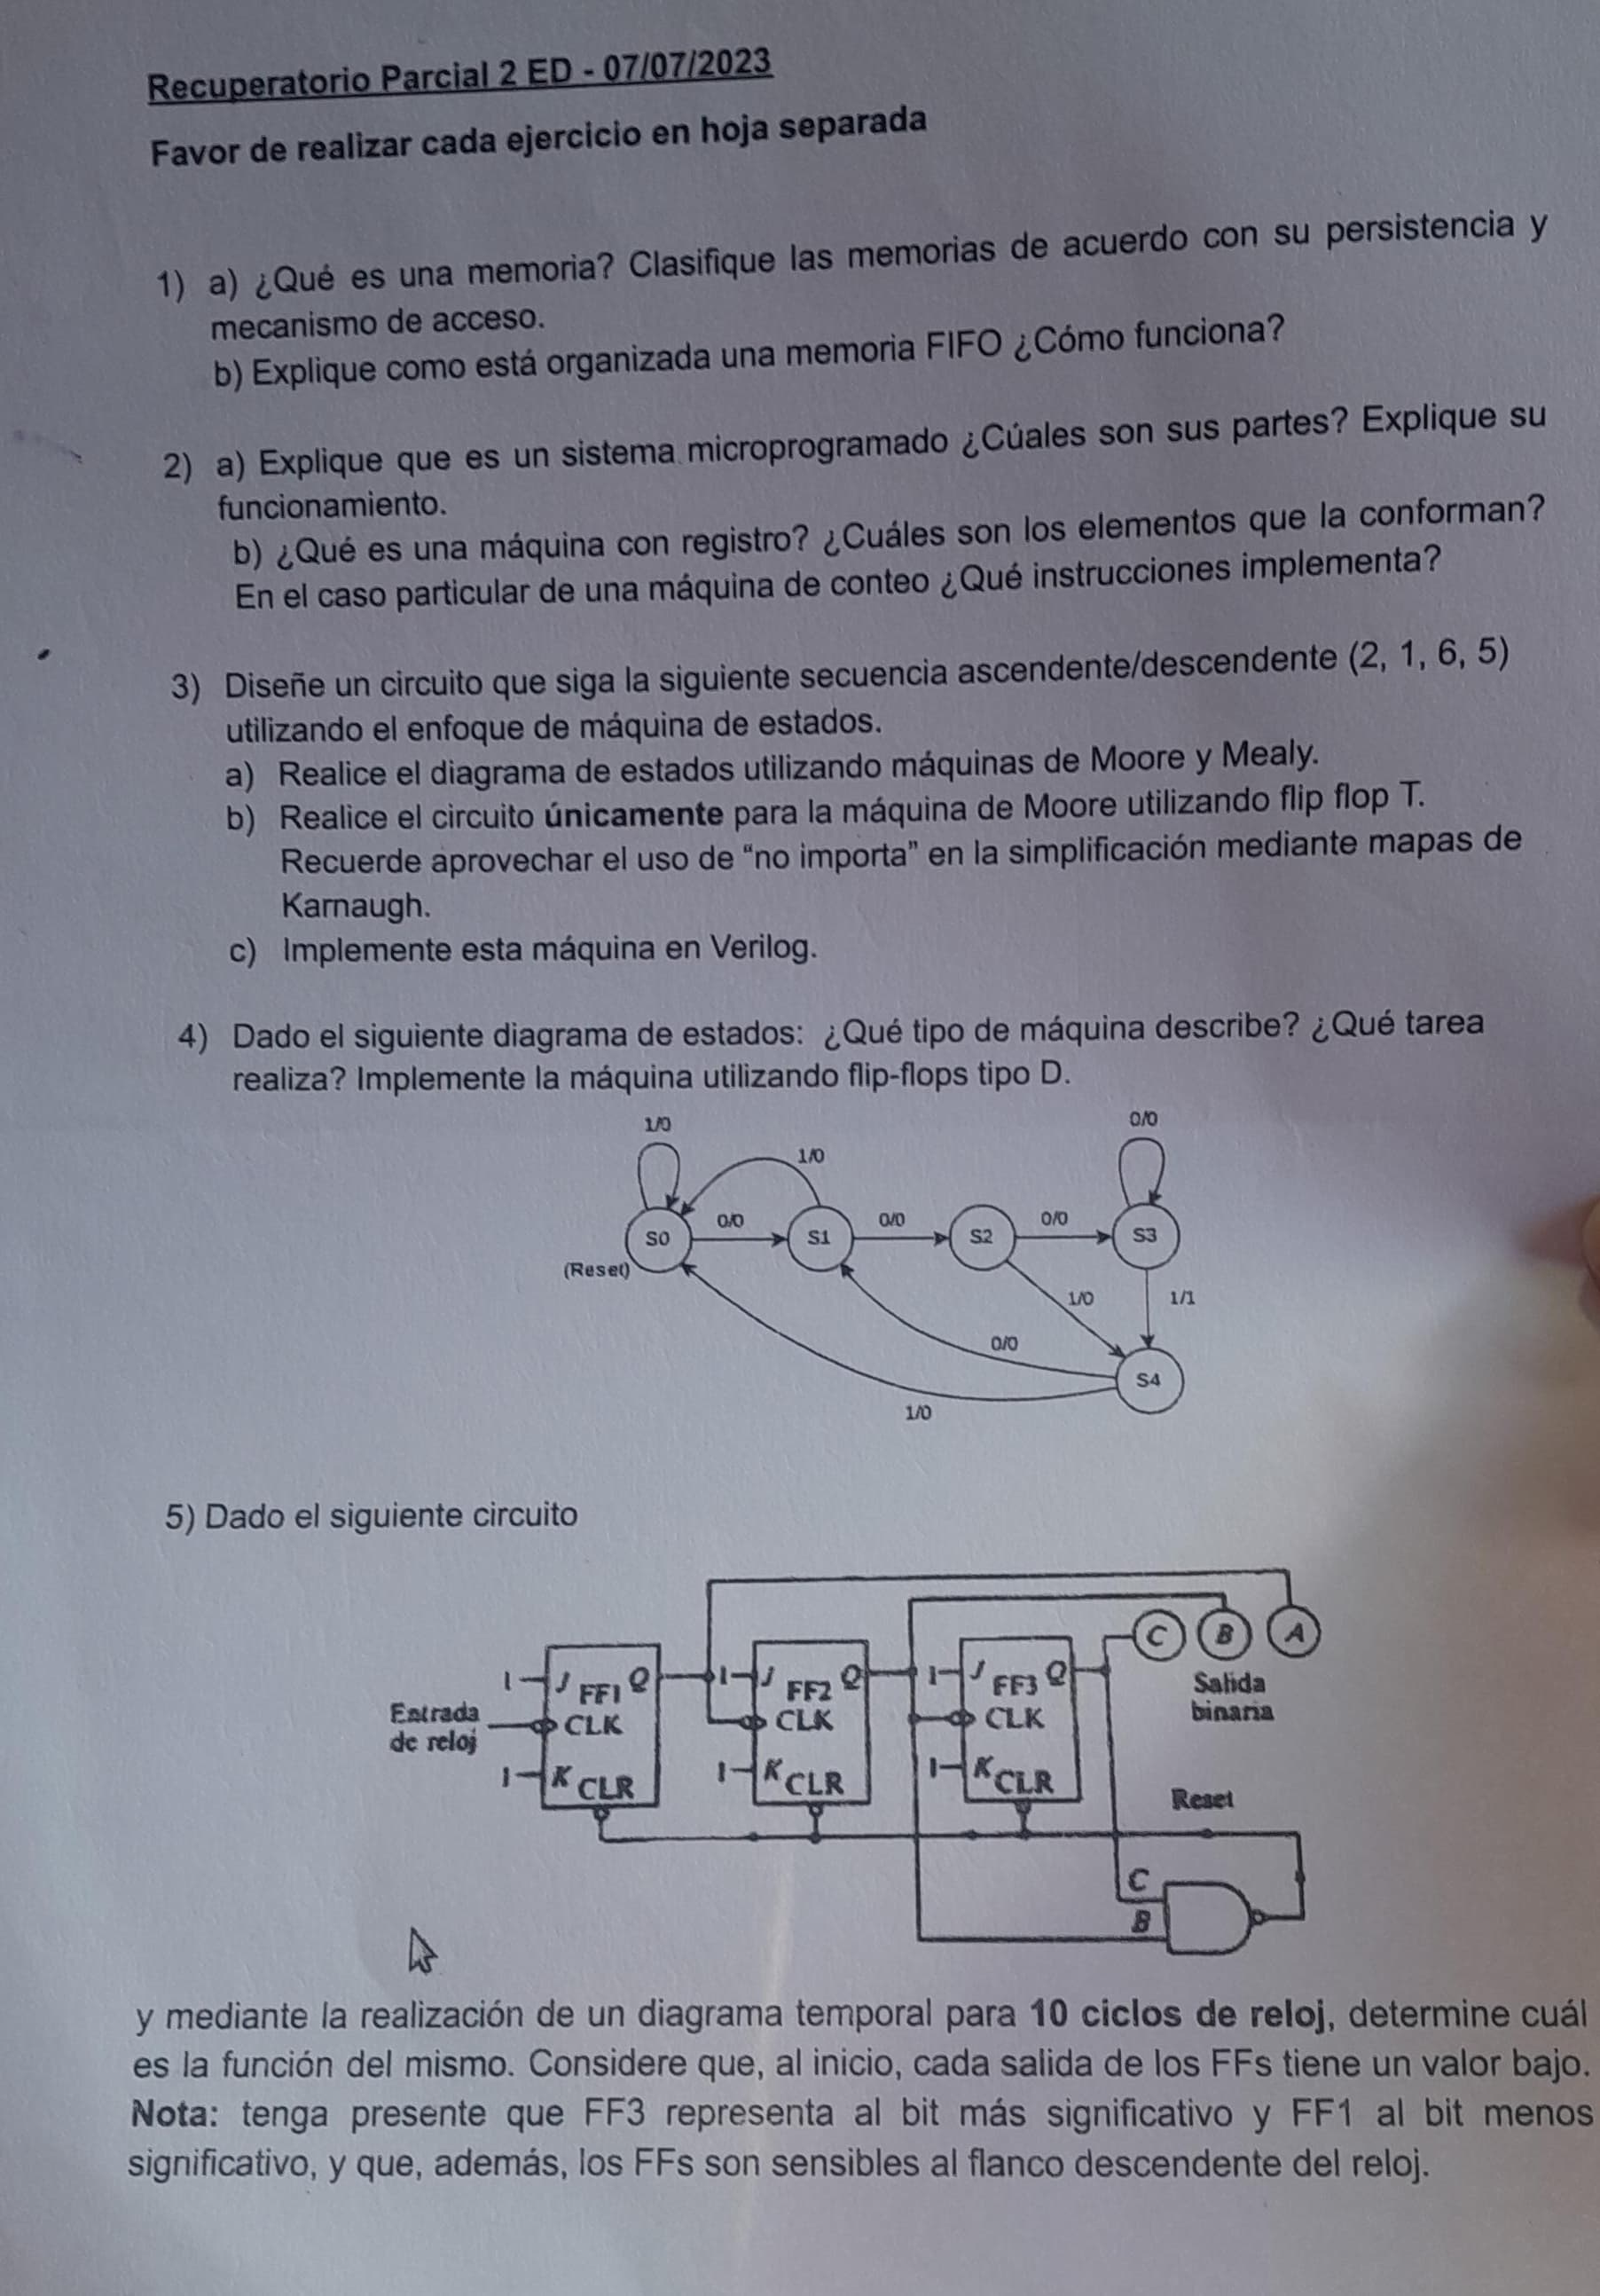 Recuperatorio Parcial 2 ED - 07/07/2023
Favor de realizar cada ejercicio en hoja separada
1) a) ¿Qué es una memoria? Clasifique las memorias de acuerdo con su persistencia y
mecanismo de acceso.
b) Explique como está organizada una memoria FIFO ¿Cómo funciona?
2) a) Explique que es un sistema microprogramado ¿Cúales son sus partes? Explique su
funcionamiento.
b) ¿Qué es una máquina con registro? ¿Cuáles son los elementos que la conforman?
En el caso particular de una máquina de conteo ¿Qué instrucciones implementa?
3) Diseñe un circuito que siga la siguiente secuencia ascendente/descendente (2, 1, 6, 5)
utilizando el enfoque de máquina de estados.
a) Realice el diagrama de estados utilizando máquinas de Moore y Mealy.
b) Realice el circuito únicamente para la máquina de Moore utilizando flip flop T.
Recuerde aprovechar el uso de “no importa” en la simplificación mediante mapas de
Karnaugh.
c) Implemente esta máquina en Verilog.
4) Dado el siguiente diagrama de estados: ¿Qué tipo de máquina describe? ¿Qué tarea
realiza? Implemente la máquina utilizando flip-flops tipo D.
1/0 0/0
1/0
0/0 0/0 0/0
S0 S1 S2 S3
(Reset)
1/0 1/1
0/0
S4
1/0
5) Dado el siguiente circuito
C B A
1 J FF1 Q 1 J FF2 Q 1 J FF3 Q
Salida
binaria
Entrada
de reloj
CLK CLK CLK
1 K CLR 1 K CLR 1 K CLR
Reset
C
B
y mediante la realización de un diagrama temporal para 10 ciclos de reloj, determine cuál
es la función del mismo. Considere que, al inicio, cada salida de los FFs tiene un valor bajo.
Nota: tenga presente que FF3 representa al bit más significativo y FF1 al bit menos
significativo, y que, además, los FFs son sensibles al flanco descendente del reloj.